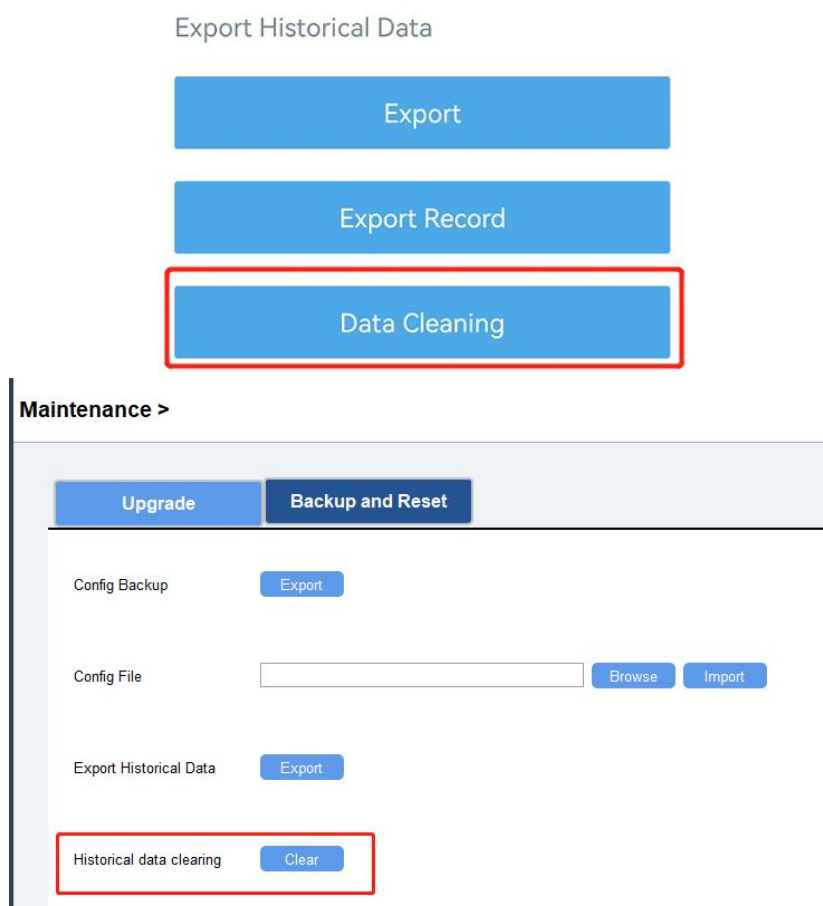 Export Historical Data
Export
Export Record
Data Cleaning
Maintenance >
Upgrade Backup and Reset
Config Backup Export
Config File Browse Import
Export Historical Data Export
Historical data clearing Clear